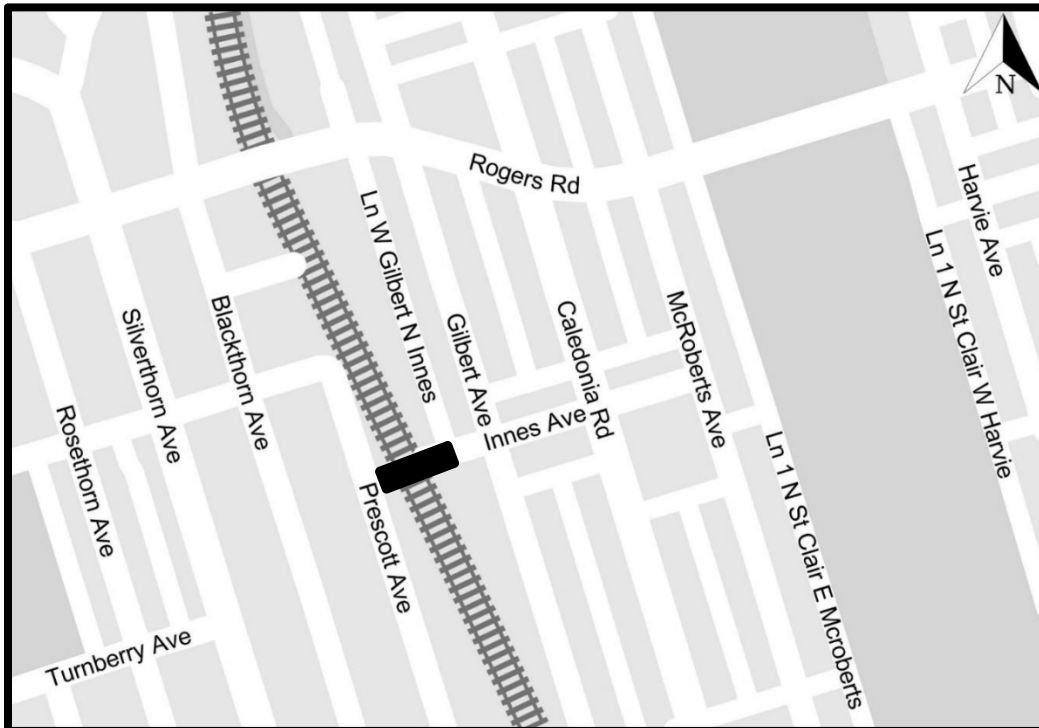 N
Rogers Rd
Harvie Ave
Ln W Gilbert N Innes
Ln 1 N St Clair W Harvie
Silverthorn Ave
Blackthorn Ave
Gilbert Ave
Caledonia Rd
McRoberts Ave
Rosethorn Ave
Innes Ave
Ln 1 N St Clair E Mcroberts
Prescott Ave
Turnberry Ave